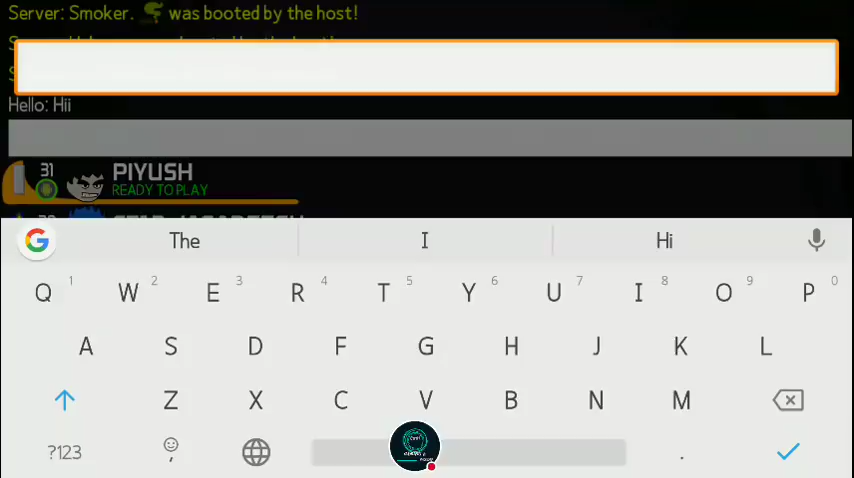 Server: Smoker. was booted by the host!
Hello: Hii
31
PIYUSH
READY TO PLAY
The I Hi
Q 1 W 2 E 3 R 4 T 5 Y 6 U 7 I 8 O 9 P 0
A S D F G H J K L
Z X C V B N M
?123 , .